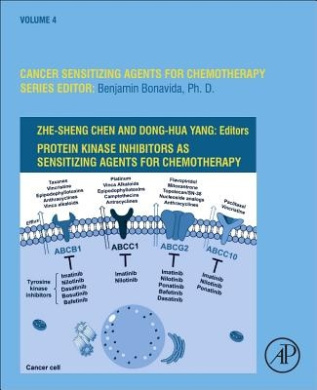 VOLUME 4
CANCER SENSITIZING AGENTS FOR CHEMOTHERAPY
SERIES EDITOR: Benjamin Bonavida, Ph. D.
ZHE-SHENG CHEN AND DONG-HUA YANG: Editors
PROTEIN KINASE INHIBITORS AS
SENSITIZING AGENTS FOR CHEMOTHERAPY
Taxanes
Vincristine
Epipodophyllotoxins
Anthracyclines
Vinca alkaloids
Platinum
Vinca Alkaloids
Epipodophyllotoxins
Camptothecins
Antracyclines
Flavopiridol
Mitoxantrone
Topotecan/SN-38
Nucleoside analogs
Anthracyclines
Paclitaxel
Vincristine
Efflux
ABCB1
ABCC1
ABCG2
ABCC10
Tyrosine
kinase
inhibitors
Imatinib
Nilotinib
Dasatinib
Bosutinib
Bafetinib
Imatinib
Nilotinib
Imatinib
Nilotinib
Ponatinib
Bafetinib
Dasatinib
Imatinib
Nilotinib
Ponatinib
Cancer cell